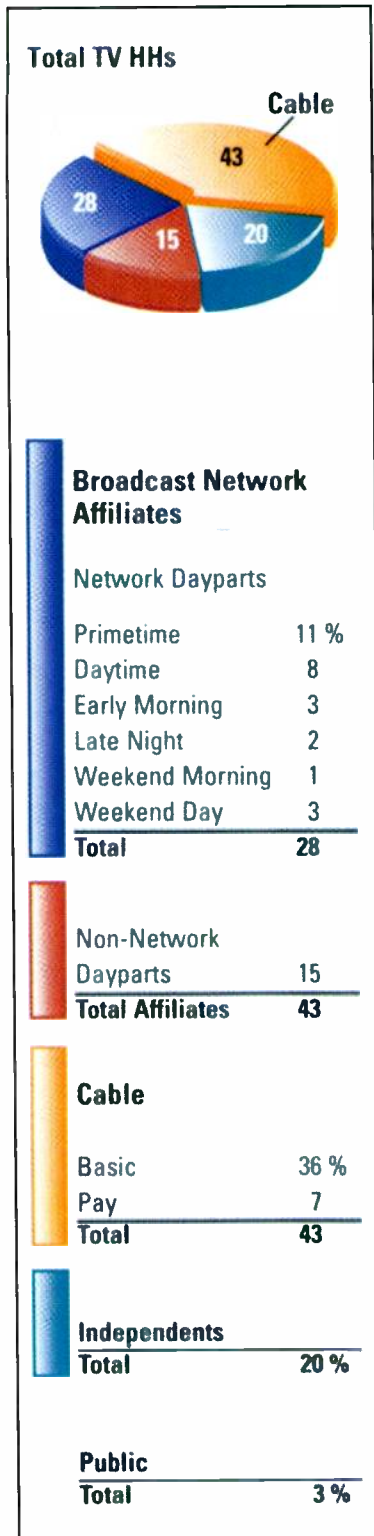 Total TV HHs
Cable
43
28
15
20
Broadcast Network
Affiliates
Network Dayparts
Primetime 11 %
Daytime 8
Early Morning 3
Late Night 2
Weekend Morning 1
Weekend Day 3
Total 28
Non-Network
Dayparts 15
Total Affiliates 43
Cable
Basic 36 %
Pay 7
Total 43
Independents
Total 20 %
Public
Total 3 %